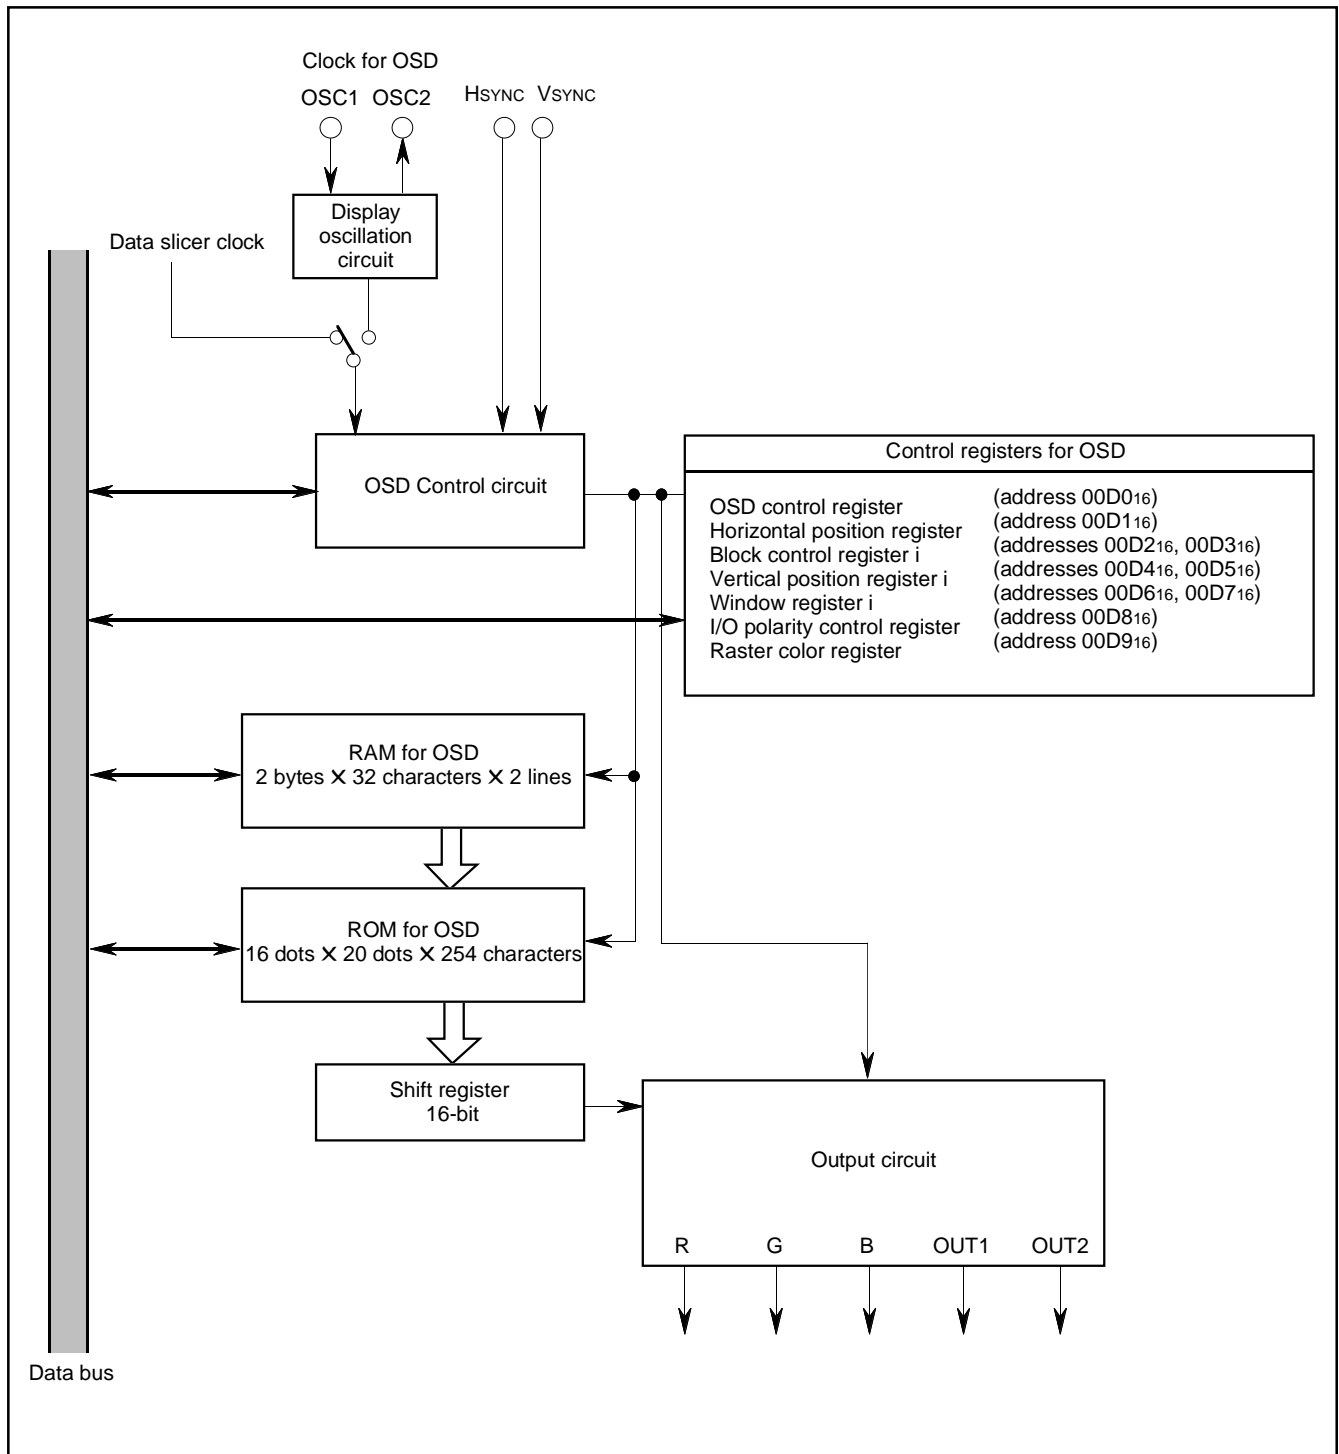 Clock for OSD
OSC1 OSC2 HSYNC VSYNC
Display
oscillation
circuit
Data slicer clock
OSD Control circuit
Control registers for OSD
OSD control register (address 00D016)
Horizontal position register (address 00D116)
Block control register i (addresses 00D216, 00D316)
Vertical position register i (addresses 00D416, 00D516)
Window register i (addresses 00D616, 00D716)
I/O polarity control register (address 00D816)
Raster color register (address 00D916)
RAM for OSD
2 bytes × 32 characters × 2 lines
ROM for OSD
16 dots × 20 dots × 254 characters
Shift register
16-bit
Output circuit
R G B OUT1 OUT2
Data bus